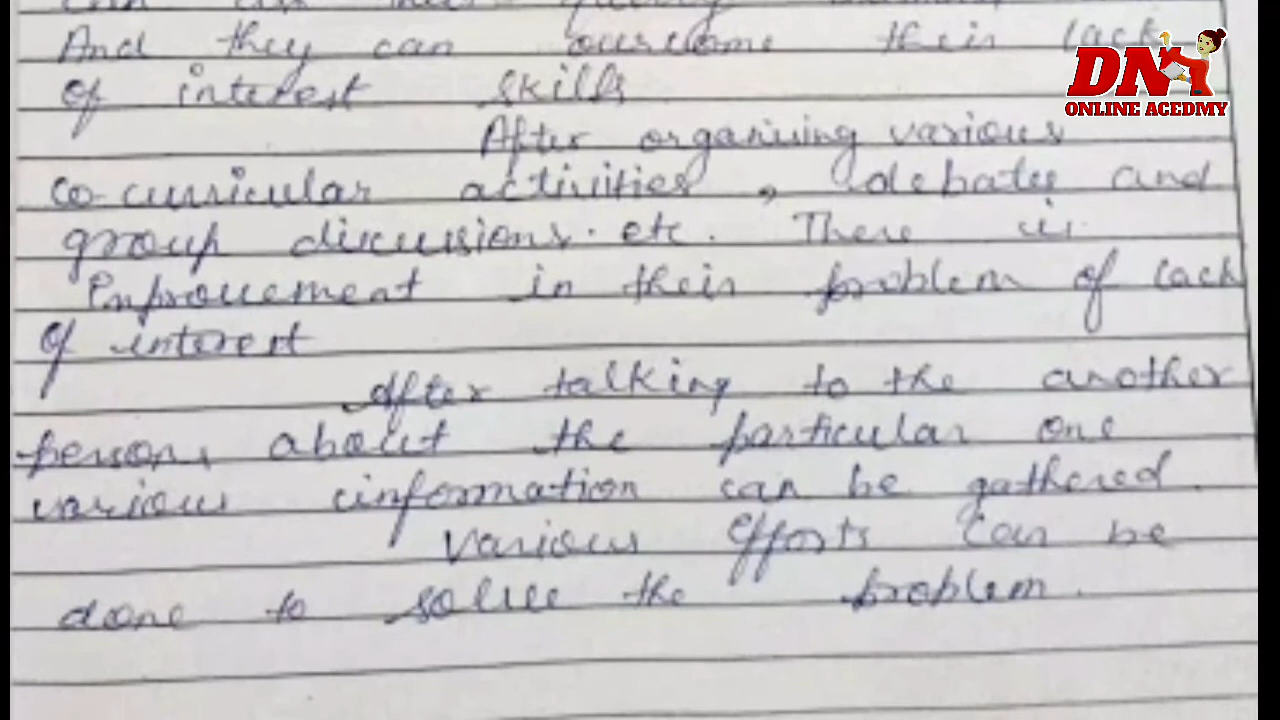 And they can overcome their lack
of interest skills
After organising various
co-curricular activities, debates and
group discussions. etc. There is
Improvement in their problem of lack
of interest
After talking to the another
persons about the particular one
various information can be gathered.
Various efforts can be
done to solve the problem.
DNA
ONLINE ACEDMY